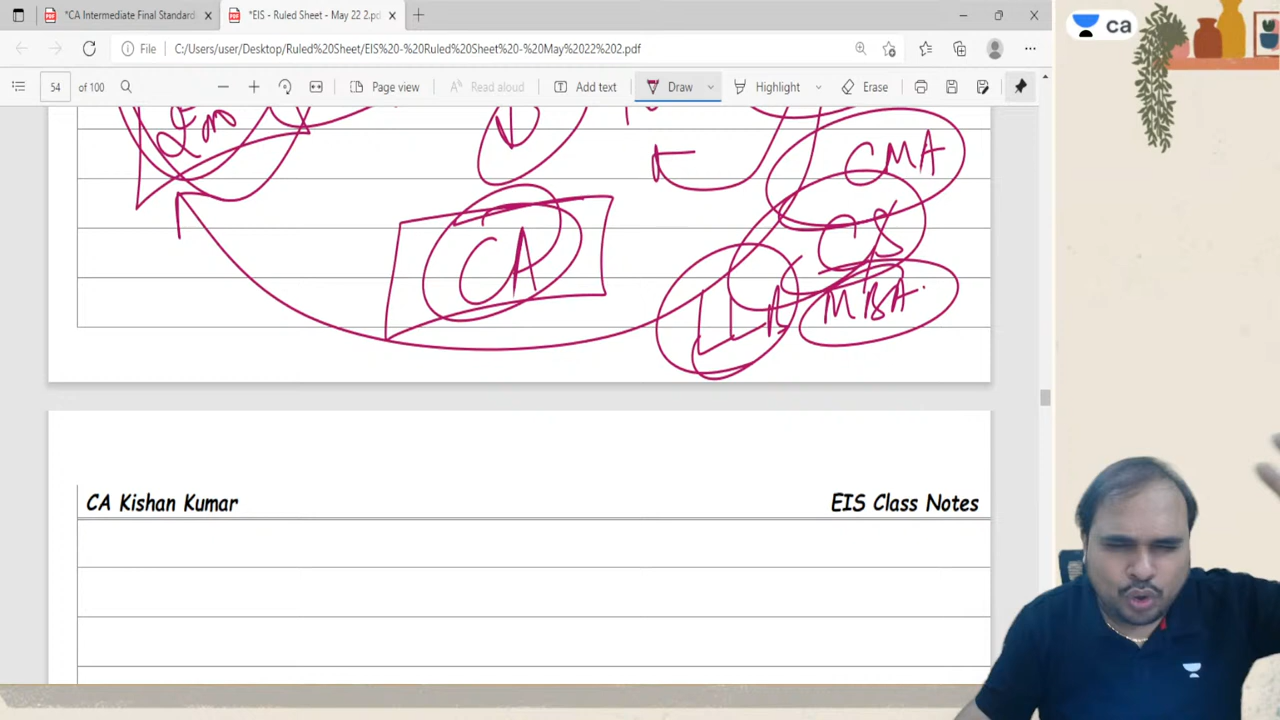 *CA Intermediate Final Standard
*EIS - Ruled Sheet - May 22 2.pd
File
C:/Users/user/Desktop/Ruled%20Sheet/EIS%20-%20Ruled%20Sheet%20-%20May%2022%202.pdf
54 of 100
Page view
Read aloud
Add text
Draw
Highlight
Erase
ca
CMA
CA
CS
MBA
CA Kishan Kumar
EIS Class Notes